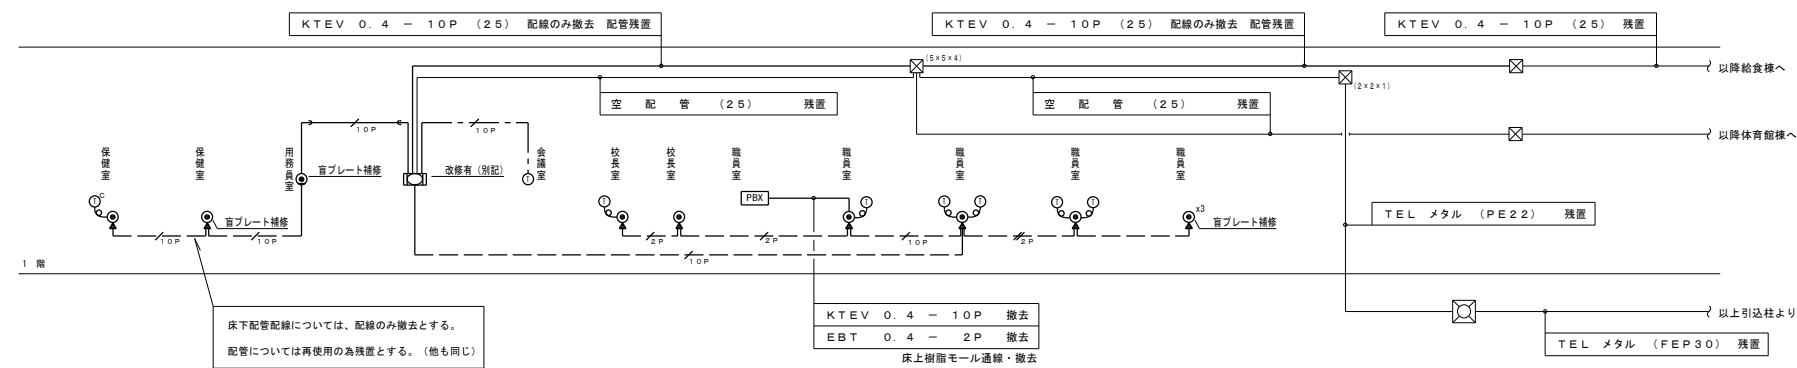 ＫＴＥＶ　０．４　－　１０Ｐ　（２５）　配線のみ撤去　配管残置
ＫＴＥＶ　０．４　－　１０Ｐ　（２５）　配線のみ撤去　配管残置
ＫＴＥＶ　０．４　－　１０Ｐ　（２５）　残置
(5×5×4)
以降給食棟へ
(2×2×1)
空　配　管　（２５）　残置
空　配　管　（２５）　残置
１０Ｐ
１０Ｐ
以降体育館棟へ
保健室
保健室
用務員室
盲プレート補修
改修有（別記）
会議室
T
校長室
校長室
職員室
職員室
職員室
職員室
職員室
T
C
盲プレート補修
T
PBX
T
T
T
T
T
x3
盲プレート補修
ＴＥＬ　メタル　（ＰＥ２２）　残置
１０Ｐ
１０Ｐ
２Ｐ
２Ｐ
１０Ｐ
２Ｐ
１０Ｐ
１　階
床下配管配線については、配線のみ撤去とする。
配管については再使用の為残置とする。（他も同じ）
ＫＴＥＶ　０．４　－　１０Ｐ　撤去
ＥＢＴ　０．４　－　２Ｐ　撤去
床上樹脂モール通線・撤去
以上引込柱より
ＴＥＬ　メタル　（ＦＥＰ３０）　残置